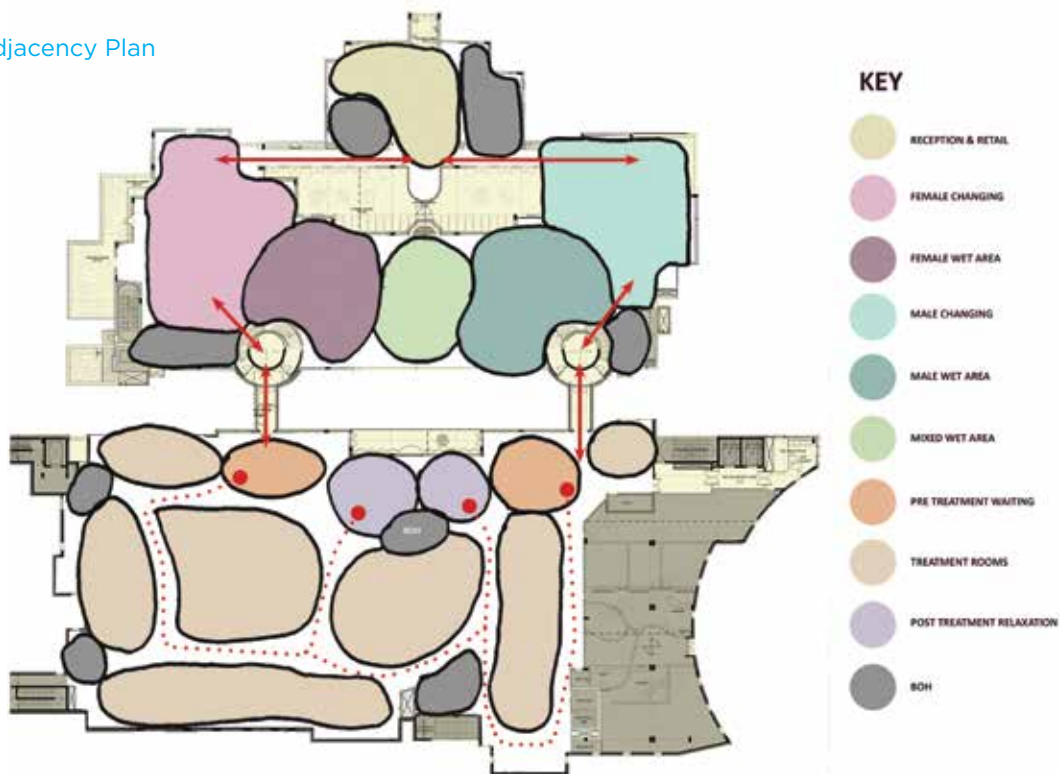 djacency Plan
KEY
RECEPTION & RETAIL
FEMALE CHANGING
FEMALE WET AREA
MALE CHANGING
MALE WET AREA
MIXED WET AREA
PRE TREATMENT WAITING
TREATMENT ROOMS
POST TREATMENT RELAXATION
BOH